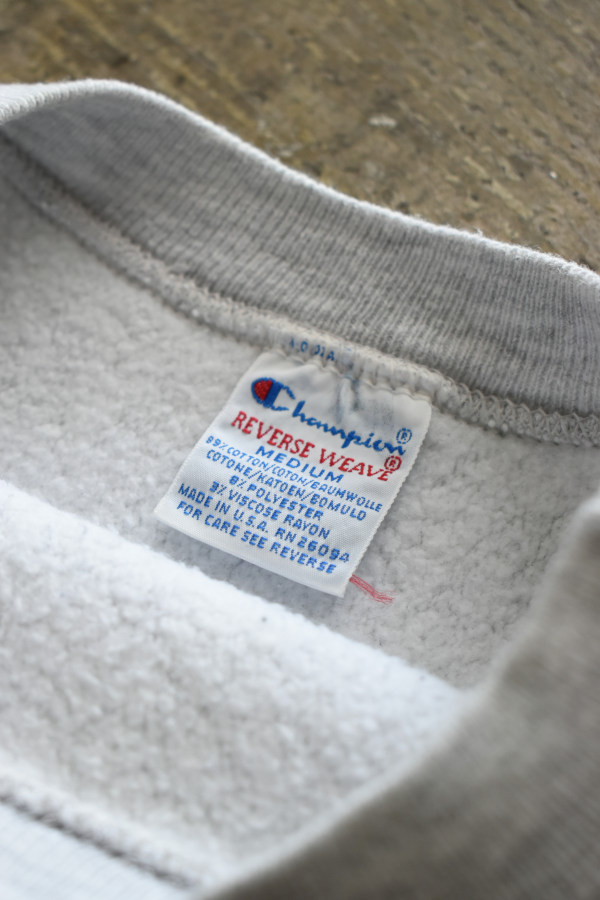 Champion®
REVERSE WEAVE®
MEDIUM
89% COTTON/COTON/BAUMWOLLE
COTONE/KATOEN/BOMULD
8% POLYESTER
3% VISCOSE RAYON
MADE IN U.S.A. RN 26094
FOR CARE SEE REVERSE